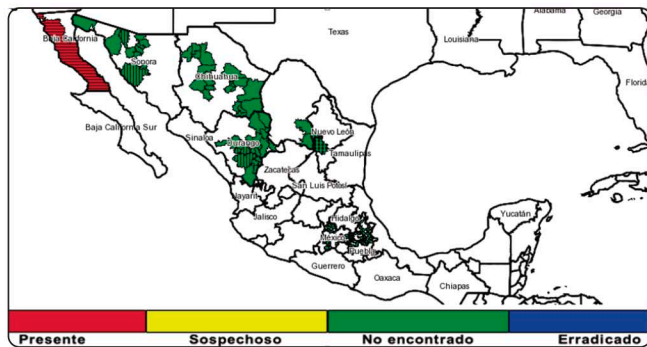 Alabama
Georgia
Baja California
Texas
Louisiana
Sonora
Chihuahua
Florida
Nuevo León
Baja California Sur
Sinaloa
Durango
Tamaulipas
Zacatecas
San Luis Potosí
Nayarit
Yucatán
Jalisco
Hidalgo
México
Puebla
Guerrero
Oaxaca
Chiapas
Presente Sospechoso No encontrado Erradicado